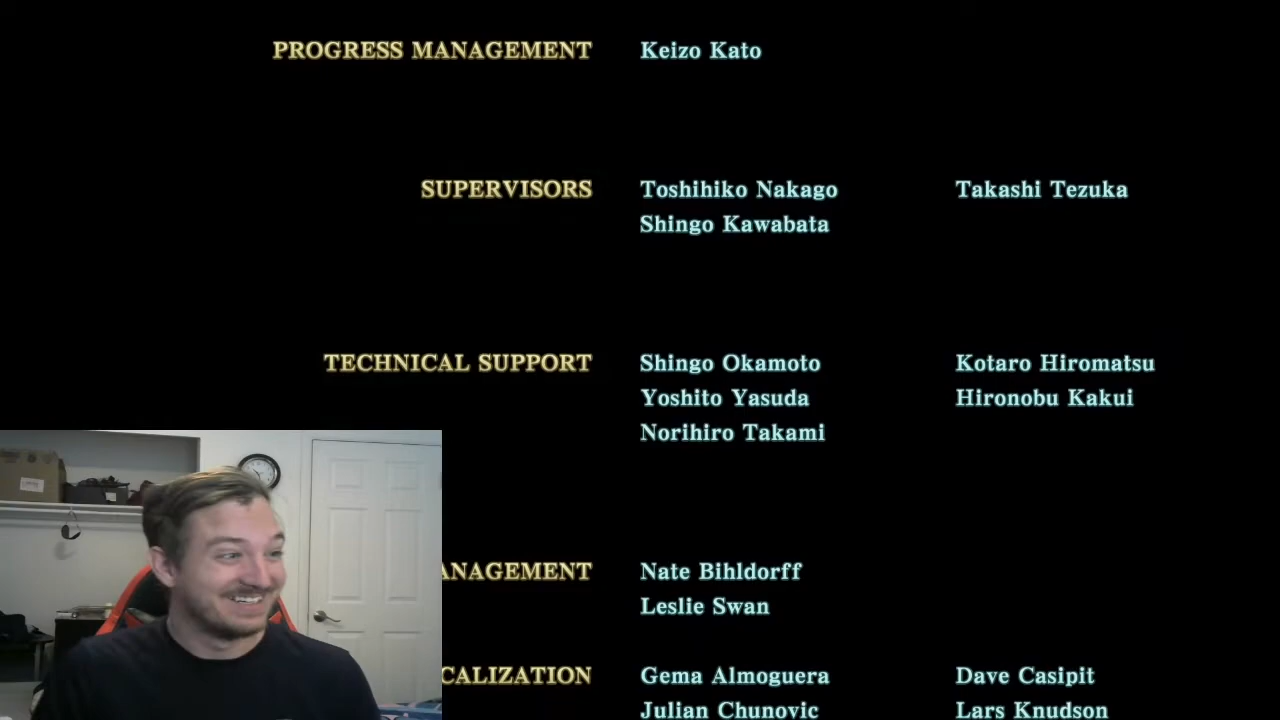 PROGRESS MANAGEMENT Keizo Kato
SUPERVISORS Toshihiko Nakago Takashi Tezuka
Shingo Kawabata
TECHNICAL SUPPORT Shingo Okamoto Kotaro Hiromatsu
Yoshito Yasuda Hironobu Kakui
Norihiro Takami
ANAGEMENT Nate Bihldorff
Leslie Swan
CALIZATION Gema Almoguera Dave Casipit
Julian Chunovic Lars Knudson